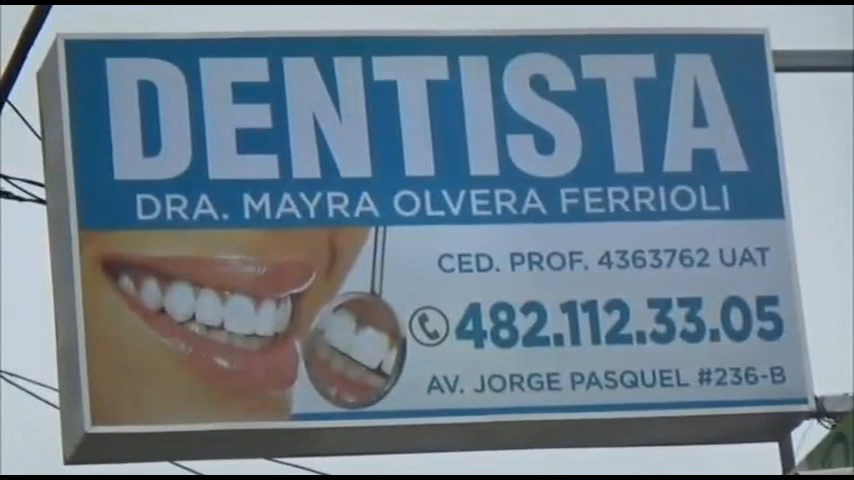 DENTISTA
DRA. MAYRA OLVERA FERRIOLI
CED. PROF. 4363762 UAT
482.112.33.05
AV. JORGE PASQUEL #236-B